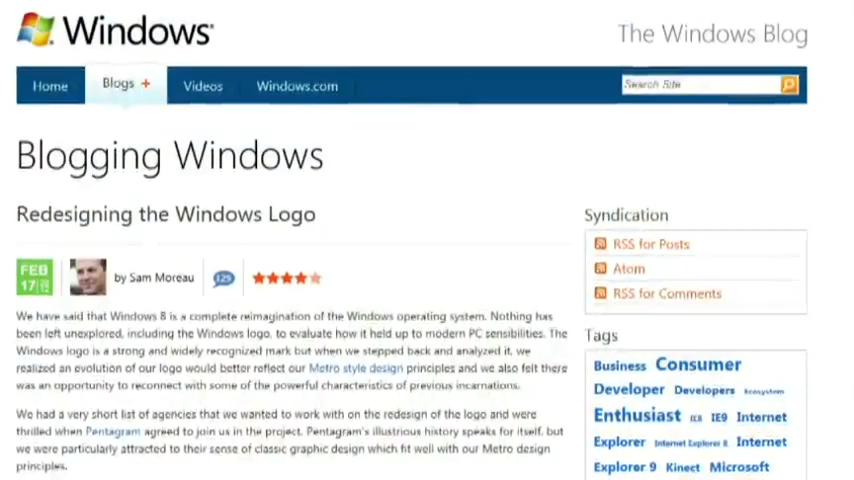 Windows
The Windows Blog
Home
Blogs +
Videos
Windows.com
Search Site
Blogging Windows
Redesigning the Windows Logo
FEB
17
by Sam Moreau
125
We have said that Windows 8 is a complete reimagination of the Windows operating system. Nothing has
been left unexplored, including the Windows logo, to evaluate how it held up to modern PC sensibilities. The
Windows logo is a strong and widely recognized mark but when we stepped back and analyzed it, we
realized an evolution of our logo would better reflect our Metro style design principles and we also felt there
was an opportunity to reconnect with some of the powerful characteristics of previous incarnations.
We had a very short list of agencies that we wanted to work with on the redesign of the logo and were
thrilled when Pentagram agreed to join us in the project. Pentagram's illustrious history speaks for itself, but
we were particularly attracted to their sense of classic graphic design which fit well with our Metro design
principles.
Syndication
RSS for Posts
Atom
RSS for Comments
Tags
Business Consumer
Developer Developers Ecosystem
Enthusiast IE8 IE9 Internet
Explorer Internet Explorer 8 Internet
Explorer 9 Kinect Microsoft